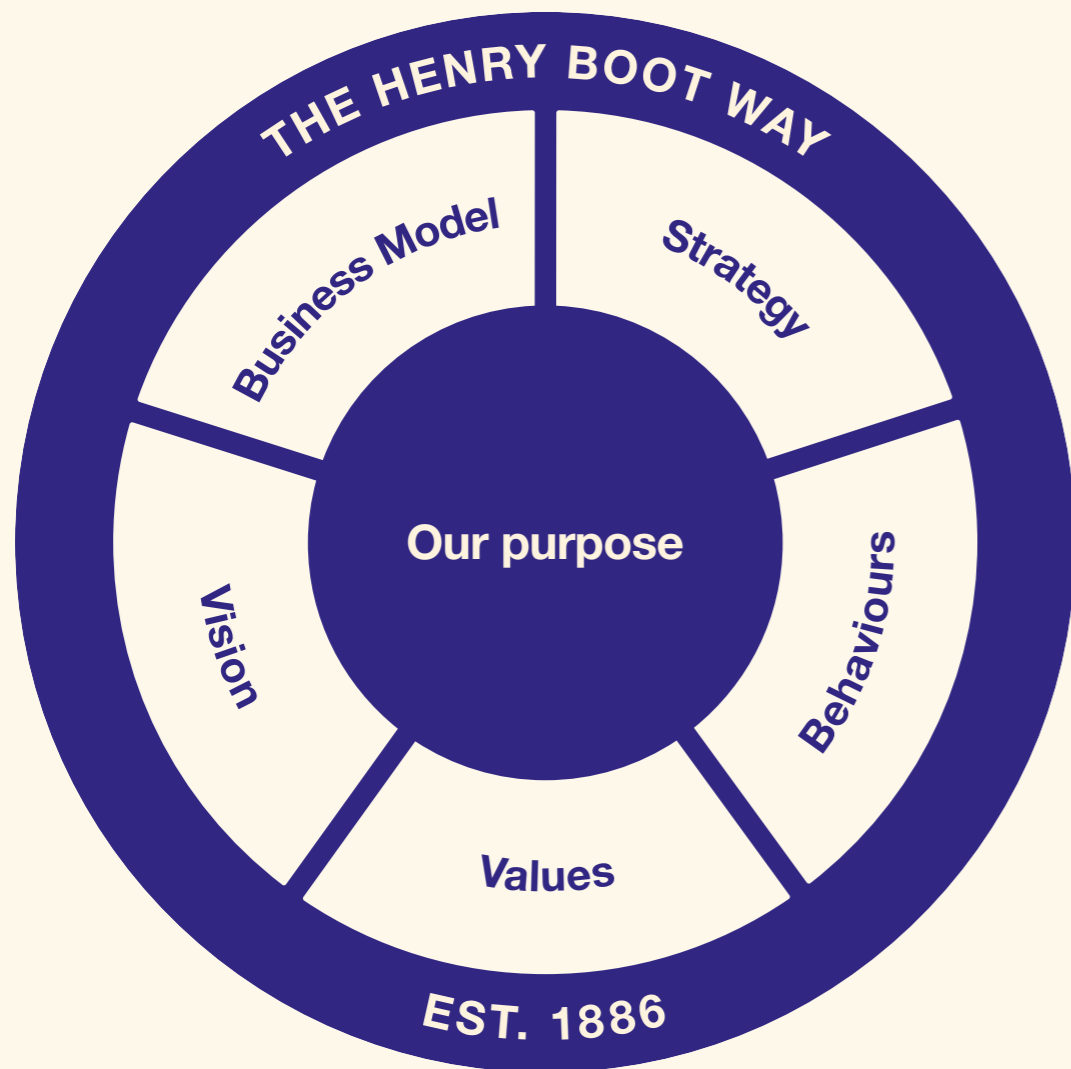 THE HENRY BOOT WAY
Business Model
Strategy
Our purpose
Vision
Behaviours
Values
EST. 1886